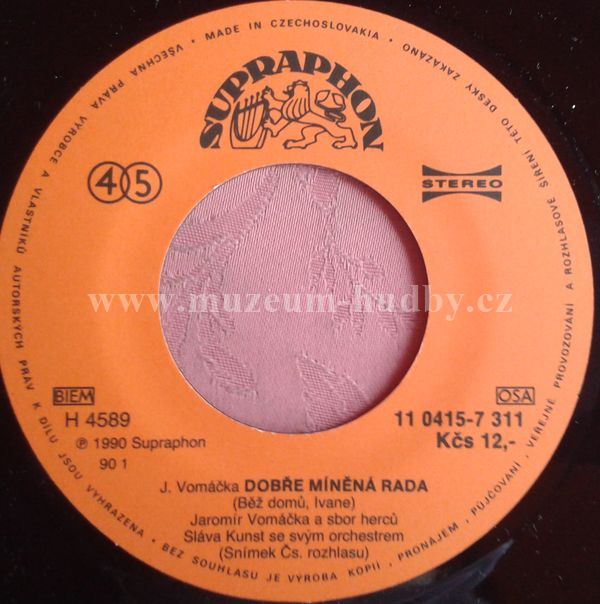 VŠECHNA PRÁVA VÝROBCE A VLASTNÍKŮ AUTORSKÝCH PRÁV K DÍLU JSOU VYHRAZENA • BEZ SOUHLASU JE VÝROBA KOPIÍ, PRONÁJEM, PŮJČOVÁNÍ, VEŘEJNÉ PROVOZOVÁNÍ A ROZHLASOVÉ ŠÍŘENÍ TÉTO DESKY ZAKÁZÁNO • MADE IN CZECHOSLOVAKIA •
SUPRAPHON
45
STEREO
www.muzeum-hudby.cz
BIEM
OSA
H 4589
11 0415-7 311
℗ 1990 Supraphon
Kčs 12,-
90 1
J. Vomáčka DOBŘE MÍNĚNÁ RADA
(Běž domů, Ivane)
Jaromír Vomáčka a sbor herců
Sláva Kunst se svým orchestrem
(Snímek Čs. rozhlasu)